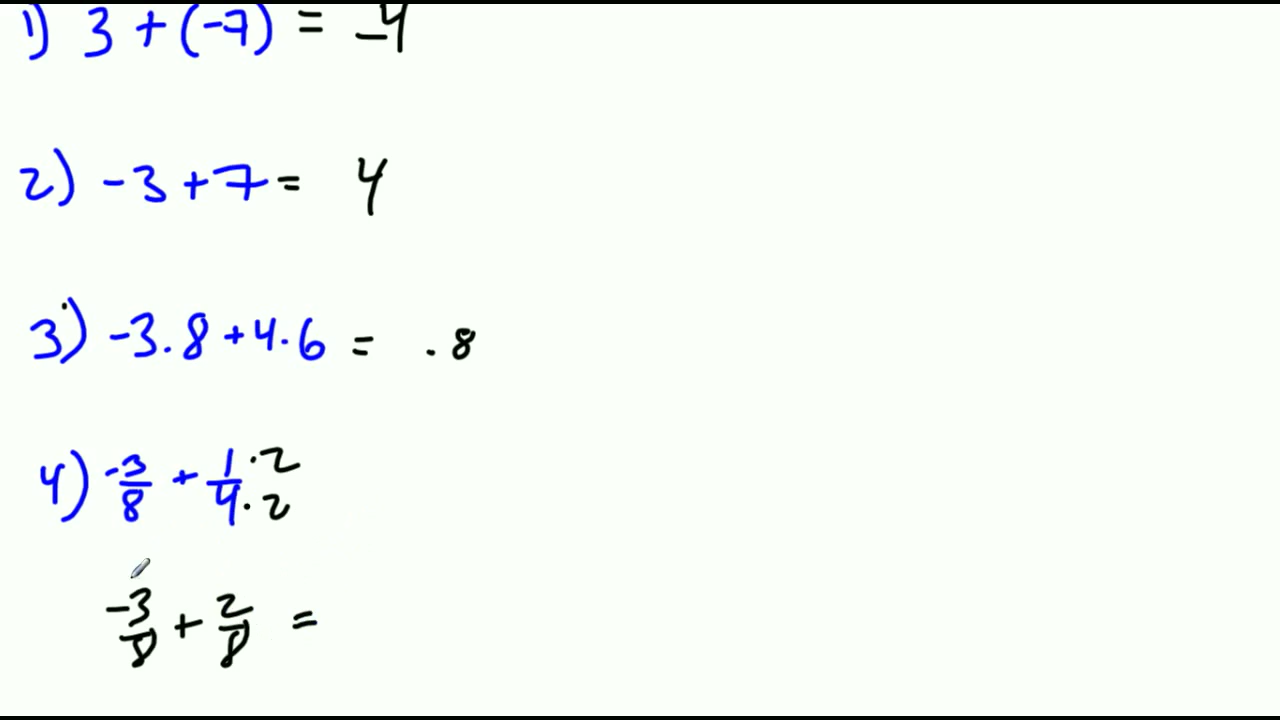 1) 3 + (-7) = -4
2) -3 + 7 = 4
3) -3.8 + 4.6 = .8
4) -3/8 + 1/4 ·2/·2
-3/8 + 2/8 =